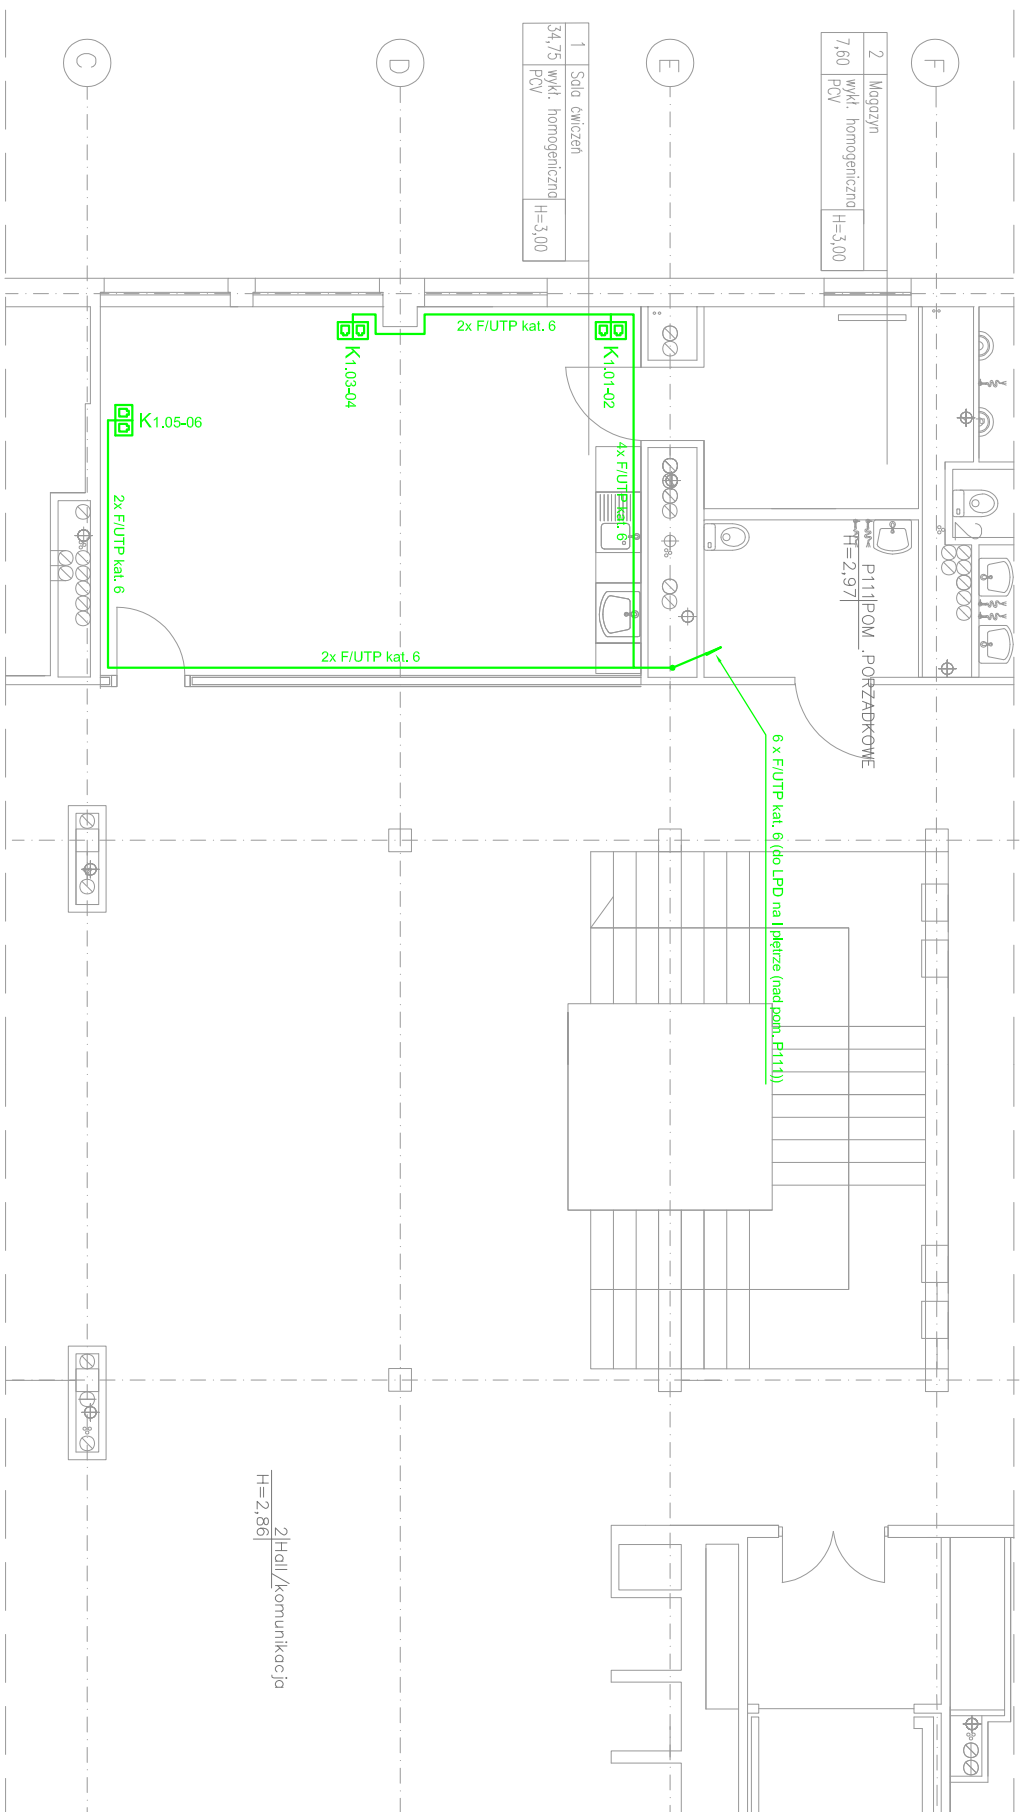 C
D
E
F
1
Sala ćwiczeń
34,75
wykł. homogeniczna
PCV
H=3,00
2
Magazyn
7,60
wykł. homogeniczna
PCV
H=3,00
2x F/UTP kat. 6
K1.03-04
K1.01-02
K1.05-06
4x F/UTP kat. 6
2x F/UTP kat. 6
2x F/UTP kat. 6
2
P111 POM .PORZADKOWE
H=2,97
6 x F/UTP kat. 6 (do LPD na I piętrze (nad pom. P111))
2 Hall/komunikacja
H=2,86